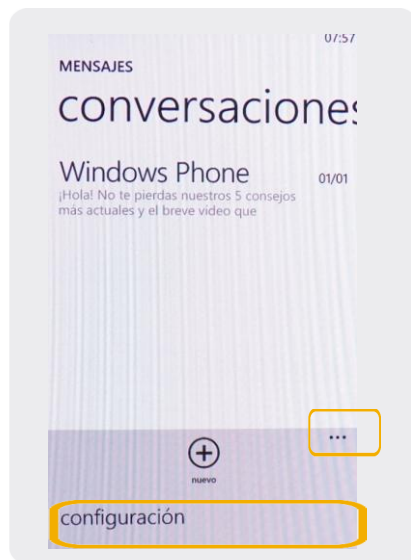 07:57
MENSAJES
conversaciones
Windows Phone 01/01
¡Hola! No te pierdas nuestros 5 consejos
más actuales y el breve video que
...
nuevo
configuración